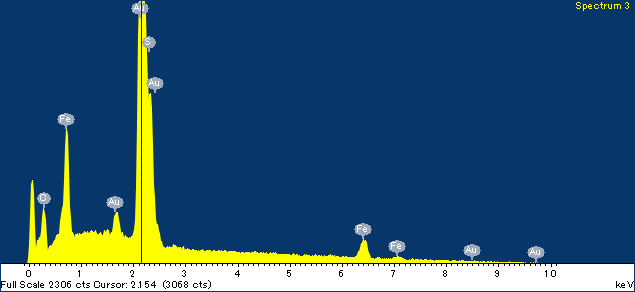 Spectrum 3
Au
S
Au
Fe
Au
Fe
Fe
Au
Au
0 1 2 3 4 5 6 7 8 9 10
Full Scale 2306 cts Cursor: 2.154 (3068 cts) keV